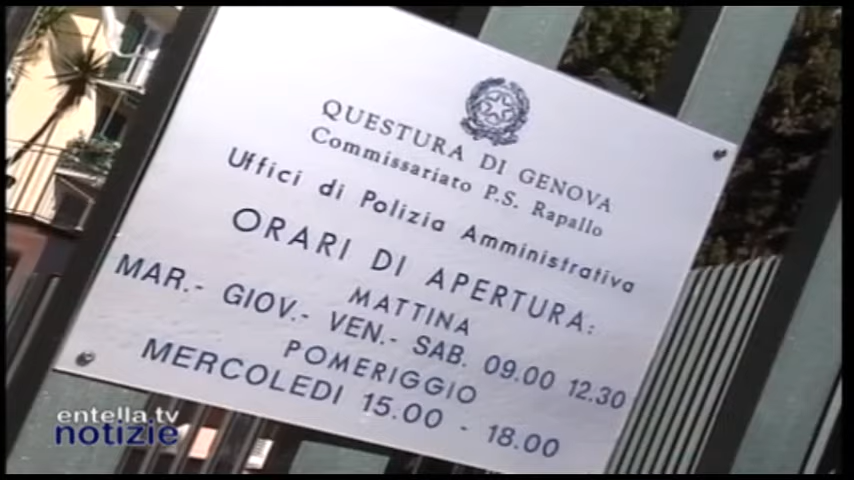 QUESTURA DI GENOVA
Commissariato P.S. Rapallo
Uffici di Polizia Amministrativa
ORARI DI APERTURA:
MATTINA
MAR.- GIOV.- VEN.- SAB. 09.00 12.30
POMERIGGIO
MERCOLEDI 15.00 - 18.00
entella.tv
notizie